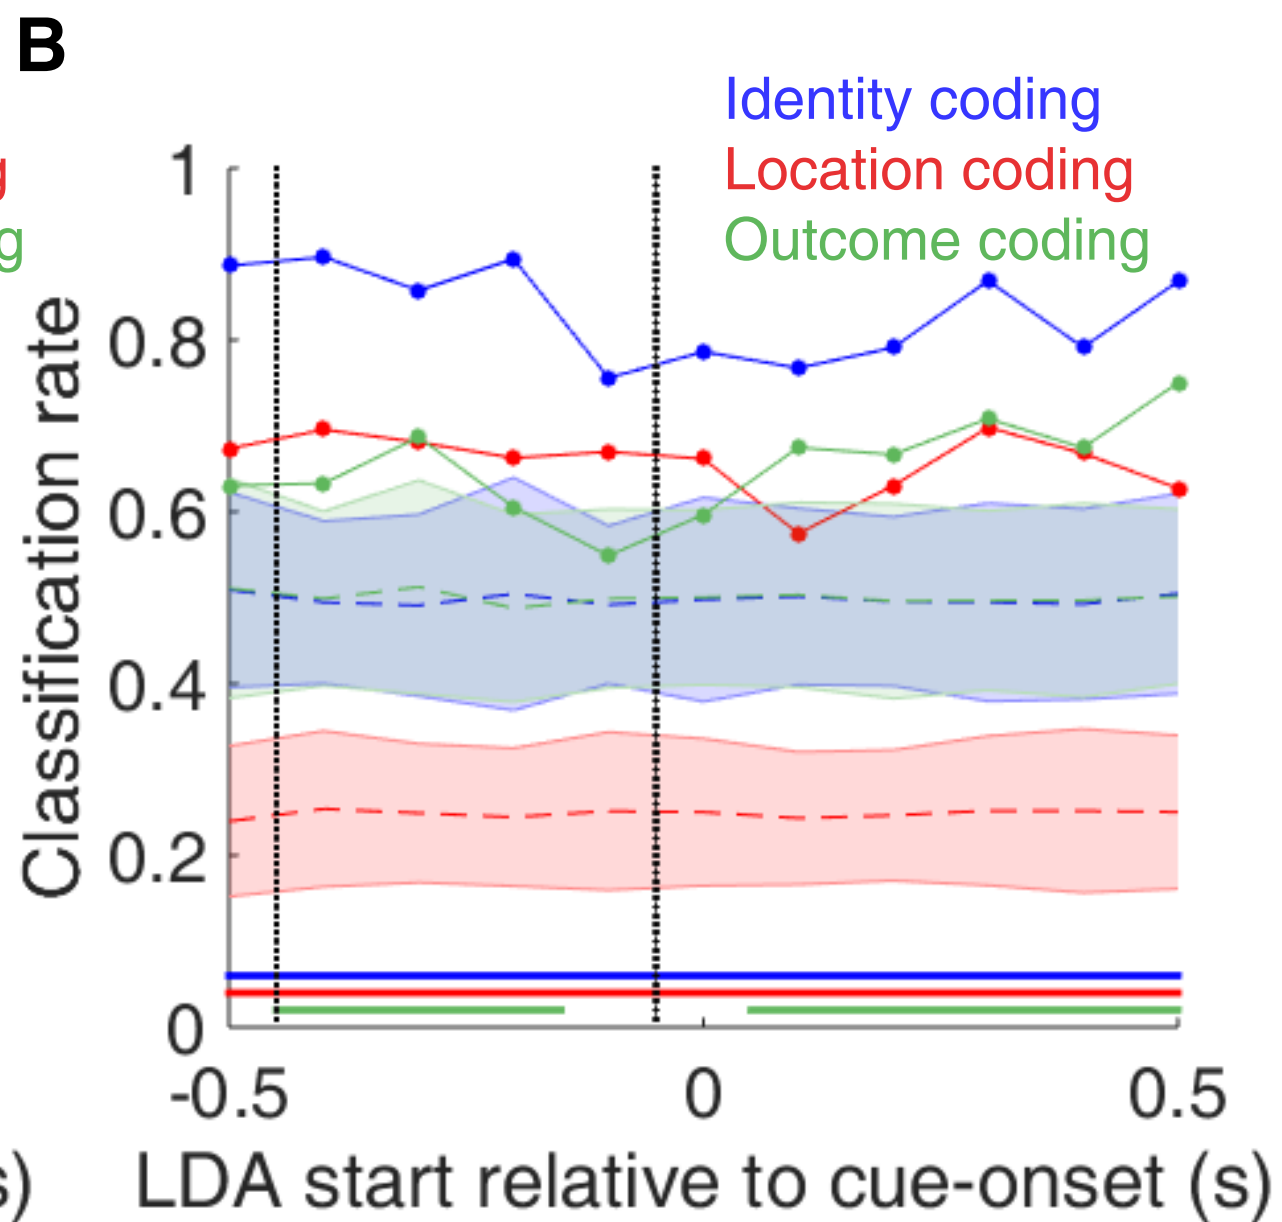 B
Identity coding
Location coding
Outcome coding
g
g
1
0.8
0.6
0.4
0.2
0
Classification rate
-0.5
0
0.5
s)
LDA start relative to cue-onset (s)